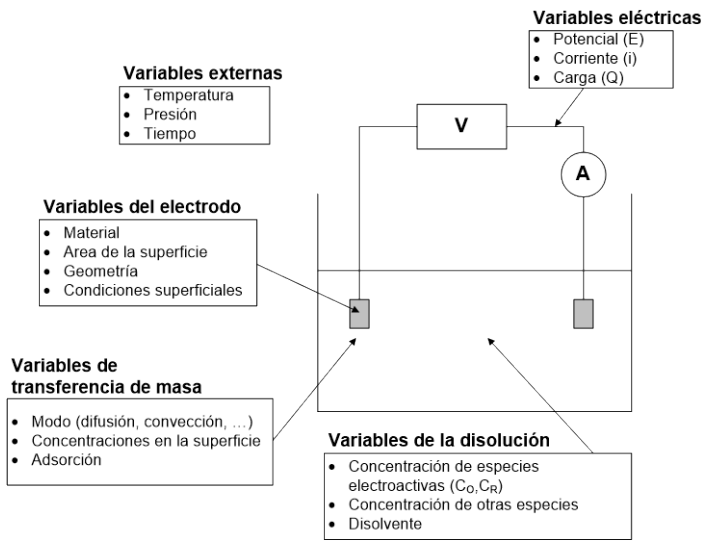 Variables eléctricas
• Potencial (E)
• Corriente (i)
• Carga (Q)
Variables externas
• Temperatura
• Presión
• Tiempo
V
A
Variables del electrodo
• Material
• Area de la superficie
• Geometría
• Condiciones superficiales
Variables de
transferencia de masa
• Modo (difusión, convección, …)
• Concentraciones en la superficie
• Adsorción
Variables de la disolución
• Concentración de especies
electroactivas (CO,CR)
• Concentración de otras especies
• Disolvente